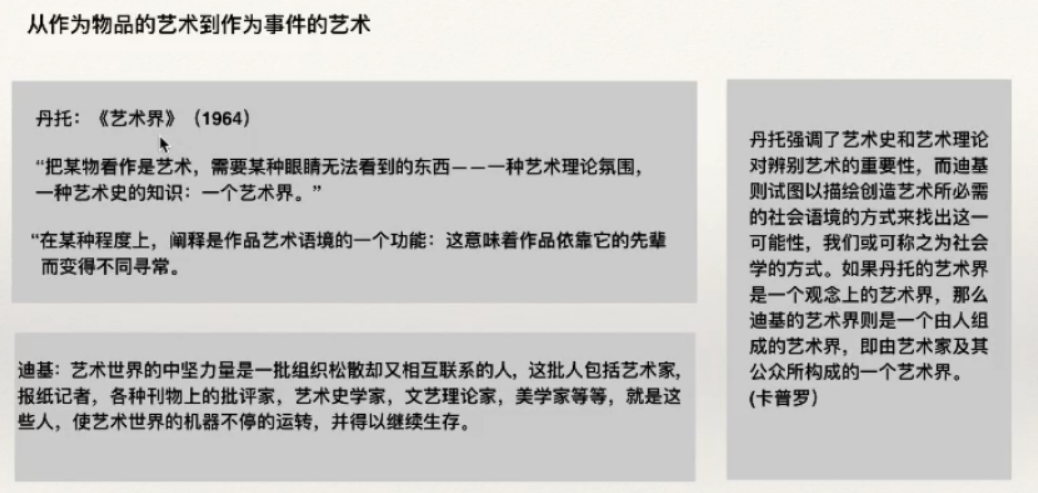 从作为物品的艺术到作为事件的艺术
丹托：《艺术界》（1964）
“把某物看作是艺术，需要某种眼睛无法看到的东西——一种艺术理论氛围，
一种艺术史的知识：一个艺术界。”
“在某种程度上，阐释是作品艺术语境的一个功能：这意味着作品依靠它的先辈
而变得不同寻常。
迪基：艺术世界的中坚力量是一批组织松散却又相互联系的人，这批人包括艺术家，
报纸记者，各种刊物上的批评家，艺术史学家，文艺理论家，美学家等等，就是这
些人，使艺术世界的机器不停的运转，并得以继续生存。
丹托强调了艺术史和艺术理论
对辨别艺术的重要性，而迪基
则试图以描绘创造艺术所必需
的社会语境的方式来找出这一
可能性，我们或可称之为社会
学的方式。如果丹托的艺术界
是一个观念上的艺术界，那么
迪基的艺术界则是一个由人组
成的艺术界，即由艺术家及其
公众所构成的一个艺术界。
(卡普罗）